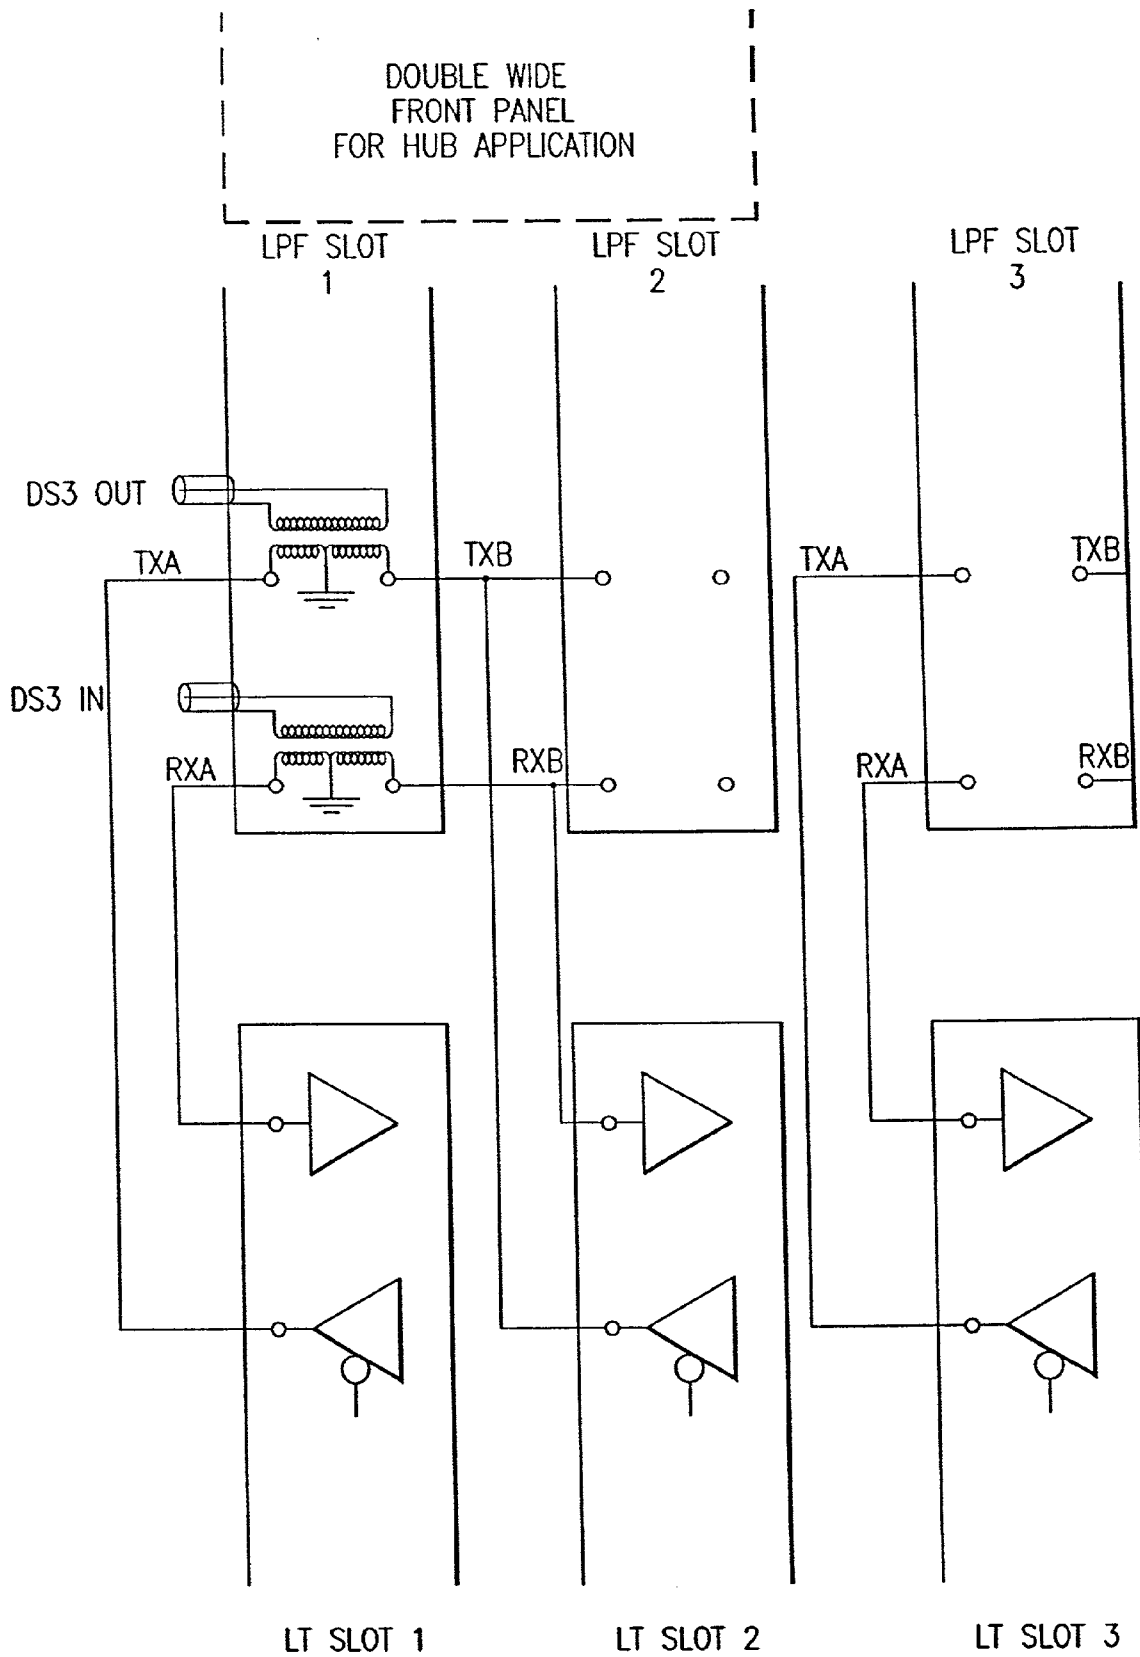 DOUBLE WIDE
FRONT PANEL
FOR HUB APPLICATION
LPF SLOT
1
LPF SLOT
2
LPF SLOT
3
DS3 OUT
TXA
TXB
TXA
TXB
DS3 IN
RXA
RXB
RXA
RXB
LT SLOT 1
LT SLOT 2
LT SLOT 3